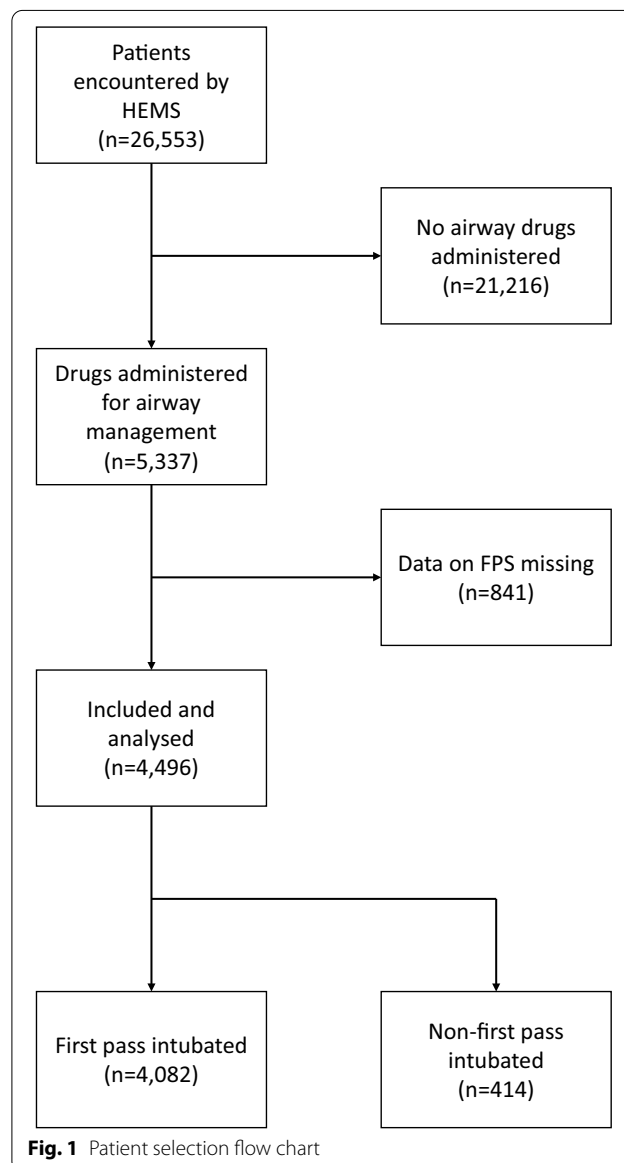 Patients
encountered by
HEMS
(n=26,553)
No airway drugs
administered
(n=21,216)
Drugs administered
for airway
management
(n=5,337)
Data on FPS missing
(n=841)
Included and
analysed
(n=4,496)
First pass intubated
(n=4,082)
Non-first pass
intubated
(n=414)
Fig. 1 Patient selection flow chart